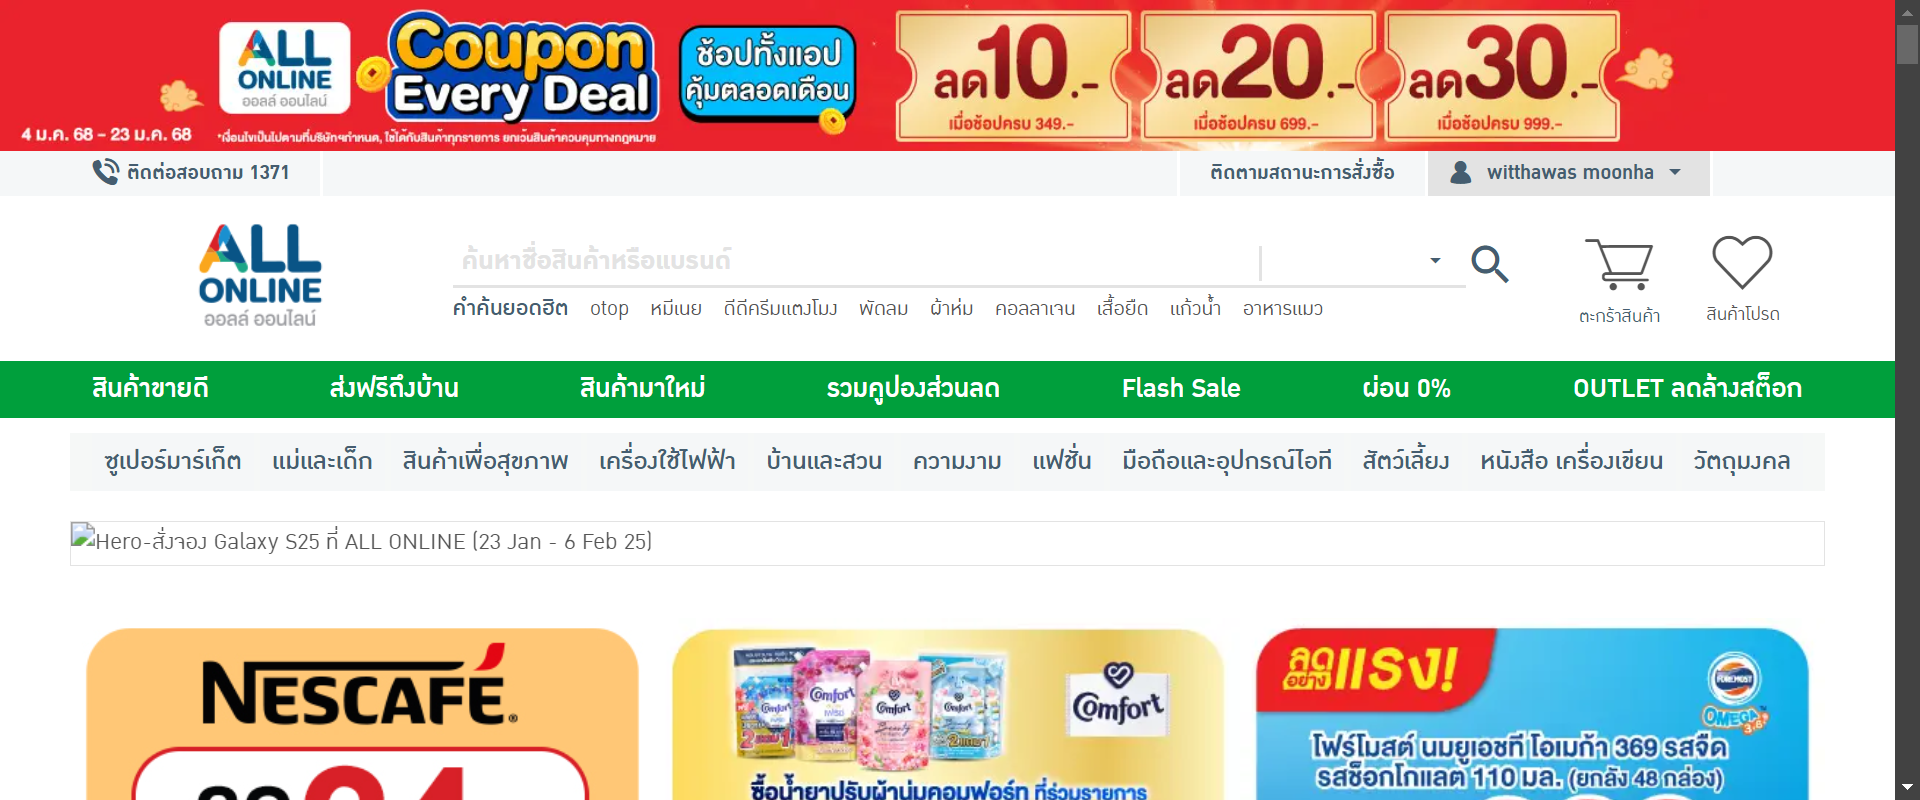 ALL
ONLINE
ออลล์ ออนไลน์
Coupon
Every Deal
ช้อปทั้งแอป
คุ้มตลอดเดือน
ลด10.-
เมื่อช้อปครบ 349.-
ลด20.-
เมื่อช้อปครบ 699.-
ลด30.-
เมื่อช้อปครบ 999.-
4 ม.ค. 68 - 23 ม.ค. 68
*เงื่อนไขเป็นไปตามที่บริษัทฯกำหนด, ใช้ได้กับสินค้าทุกรายการ ยกเว้นสินค้าควบคุมทางกฎหมาย
ติดต่อสอบถาม 1371
ติดตามสถานะการสั่งซื้อ
witthawas moonha
ALL
ONLINE
ออลล์ ออนไลน์
ค้นหาชื่อสินค้าหรือแบรนด์
คำค้นยอดฮิต otop หมีเนย ดีดีครีมแตงโมง พัดลม ผ้าห่ม คอลลาเจน เสื้อยืด แก้วน้ำ อาหารแมว
ตะกร้าสินค้า
สินค้าโปรด
สินค้าขายดี ส่งฟรีถึงบ้าน สินค้ามาใหม่ รวมคูปองส่วนลด Flash Sale ผ่อน 0% OUTLET ลดล้างสต็อก
ซูเปอร์มาร์เก็ต แม่และเด็ก สินค้าเพื่อสุขภาพ เครื่องใช้ไฟฟ้า บ้านและสวน ความงาม แฟชั่น มือถือและอุปกรณ์ไอที สัตว์เลี้ยง หนังสือ เครื่องเขียน วัตถุมงคล
Hero-สั่งจอง Galaxy S25 ที่ ALL ONLINE (23 Jan - 6 Feb 25)
NESCAFÉ.
Comfort
Comfort
Comfort
Comfort
Comfort
Beauty
ซื้อน้ำยาปรับผ้านุ่มคอมฟอร์ท ที่ร่วมรายการ
ลดอย่างแรง!
FOREMOST
OMEGA
3 6 9
โฟร์โมสต์ นมยูเอชที โอเมก้า 369 รสจืด
รสช็อกโกแลต 110 มล. (ยกลัง 48 กล่อง)